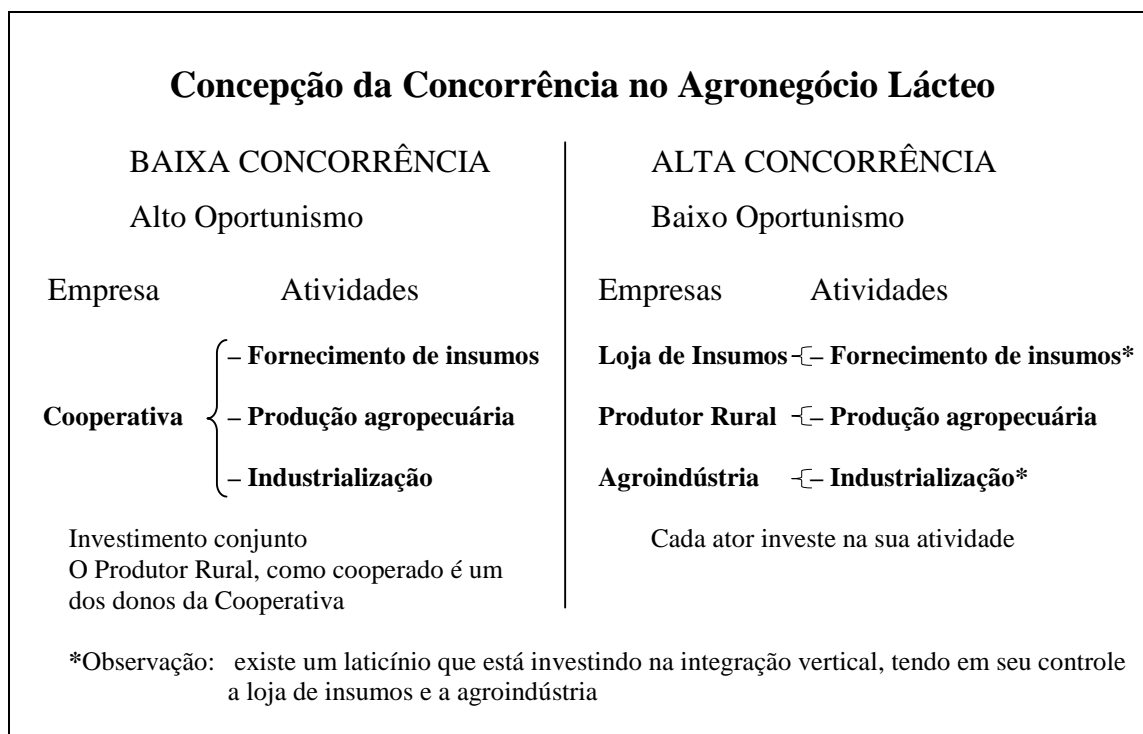 Concepção da Concorrência no Agronegócio Lácteo
BAIXA CONCORRÊNCIA
Alto Oportunismo
Empresa Atividades
– Fornecimento de insumos
Cooperativa – Produção agropecuária
– Industrialização
Investimento conjunto
O Produtor Rural, como cooperado é um
dos donos da Cooperativa
ALTA CONCORRÊNCIA
Baixo Oportunismo
Empresas Atividades
Loja de Insumos – Fornecimento de insumos*
Produtor Rural – Produção agropecuária
Agroindústria – Industrialização*
Cada ator investe na sua atividade
*Observação: existe um laticínio que está investindo na integração vertical, tendo em seu controle
a loja de insumos e a agroindústria